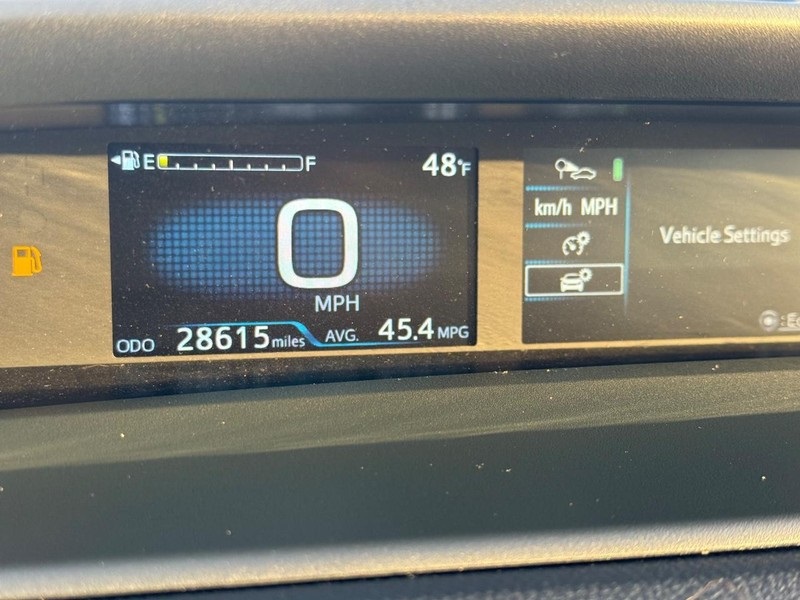 E F 48°F
0
MPH
ODO 28615 miles AVG. 45.4 MPG
km/h MPH
Vehicle Settings